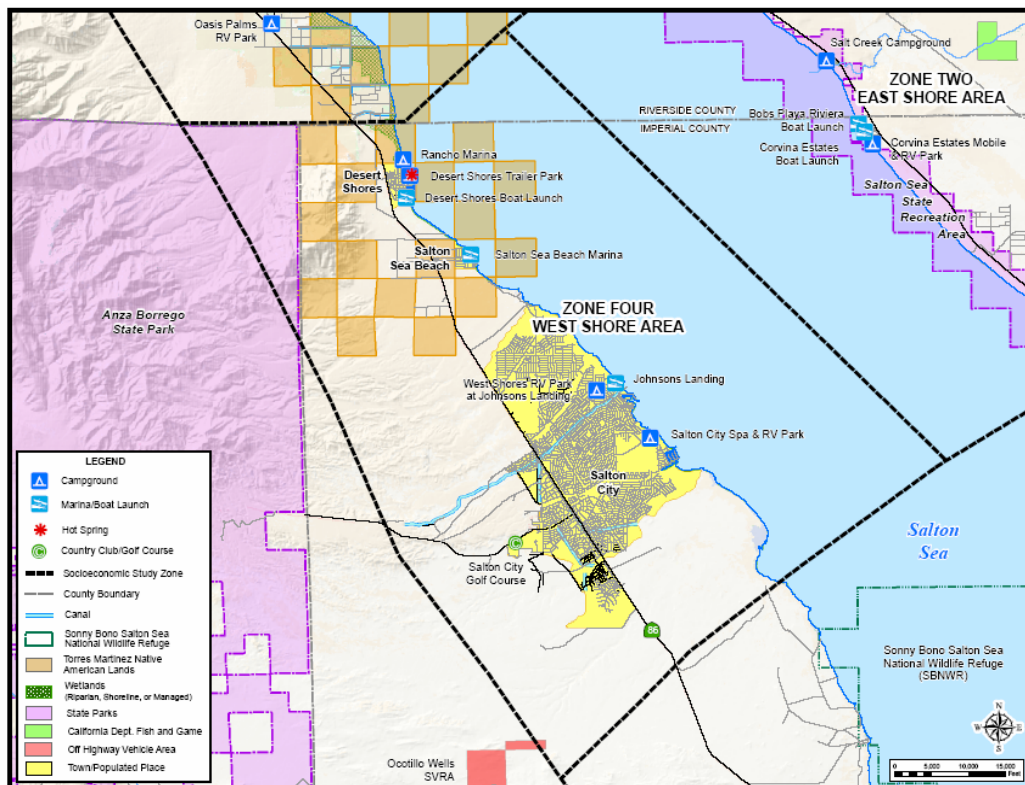 Oasis Palms
RV Park
Salt Creek Campground
ZONE TWO
EAST SHORE AREA
RIVERSIDE COUNTY
IMPERIAL COUNTY
Bobs Playa Riviera
Boat Launch
Corvina Estates
Boat Launch
Corvina Estates Mobile
& RV Park
Salton Sea
State
Recreation
Area
Rancho Marina
Desert
Shores
Desert Shores Trailer Park
Desert Shores Boat Launch
Salton
Sea Beach
Salton Sea Beach Marina
Anza Borrego
State Park
ZONE FOUR
WEST SHORE AREA
West Shores RV Park
at Johnsons Landing
Johnsons Landing
Salton City Spa & RV Park
Salton
City
Salton
Sea
Salton City
Golf Course
86
Sonny Bono Salton Sea
National Wildlife Refuge
(SBNWR)
Ocotillo Wells
SVRA
LEGEND
Campground
Marina/Boat Launch
Hot Spring
Country Club/Golf Course
Socioeconomic Study Zone
County Boundary
Canal
Sonny Bono Salton Sea
National Wildlife Refuge
Torres Martinez Native
American Lands
Wetlands
(Riparian, Shoreline, or Managed)
State Parks
California Dept. Fish and Game
Off Highway Vehicle Area
Town/Populated Place
N
W E
S
0 5,000 10,000 15,000
Feet